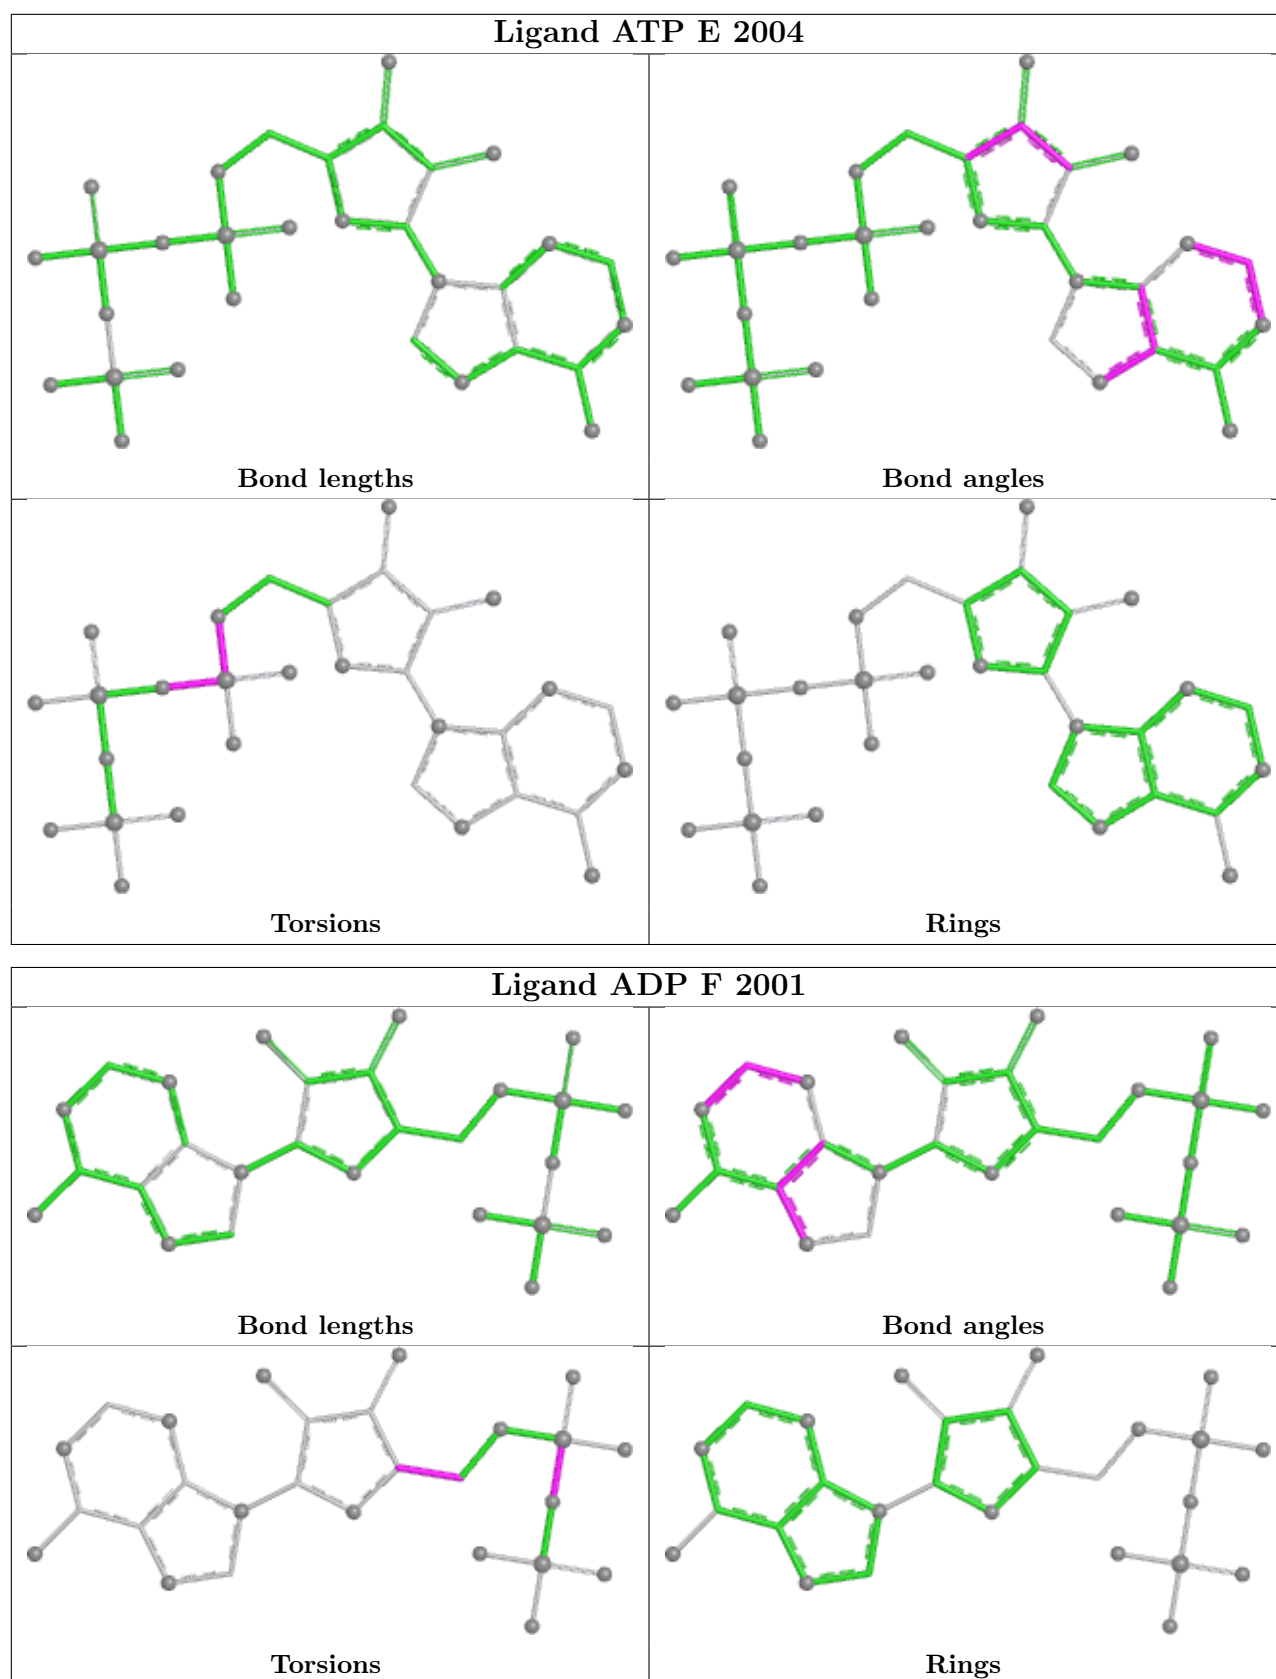 Ligand ATP E 2004
Bond lengths
Bond angles
Torsions
Rings
Ligand ADP F 2001
Bond lengths
Bond angles
Torsions
Rings